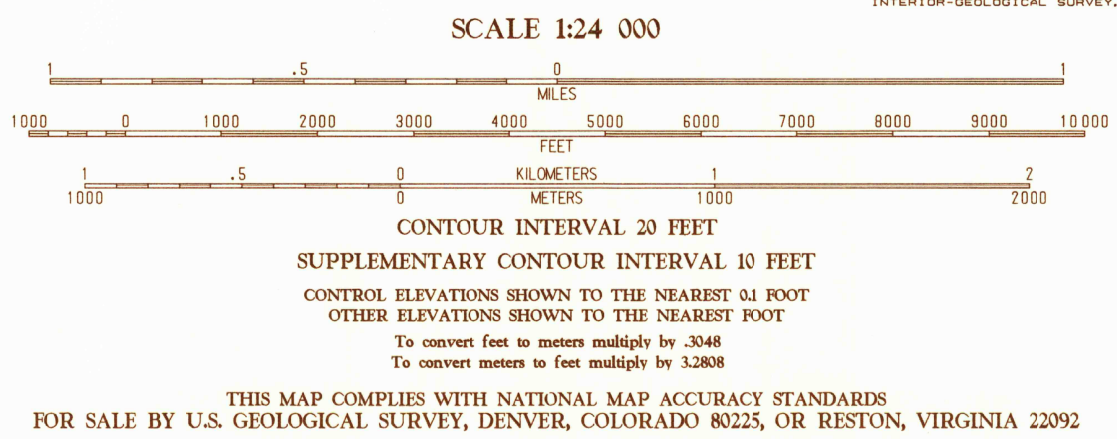 INTERIOR-GEOLOGICAL SURVEY,
SCALE 1:24 000
1 .5 0 1
MILES
1000 0 1000 2000 3000 4000 5000 6000 7000 8000 9000 10 000
FEET
1 .5 0 KILOMETERS 1 2
1000 0 METERS 1000 2000
CONTOUR INTERVAL 20 FEET
SUPPLEMENTARY CONTOUR INTERVAL 10 FEET
CONTROL ELEVATIONS SHOWN TO THE NEAREST 0.1 FOOT
OTHER ELEVATIONS SHOWN TO THE NEAREST FOOT
To convert feet to meters multiply by .3048
To convert meters to feet multiply by 3.2808
THIS MAP COMPLIES WITH NATIONAL MAP ACCURACY STANDARDS
FOR SALE BY U.S. GEOLOGICAL SURVEY, DENVER, COLORADO 80225, OR RESTON, VIRGINIA 22092